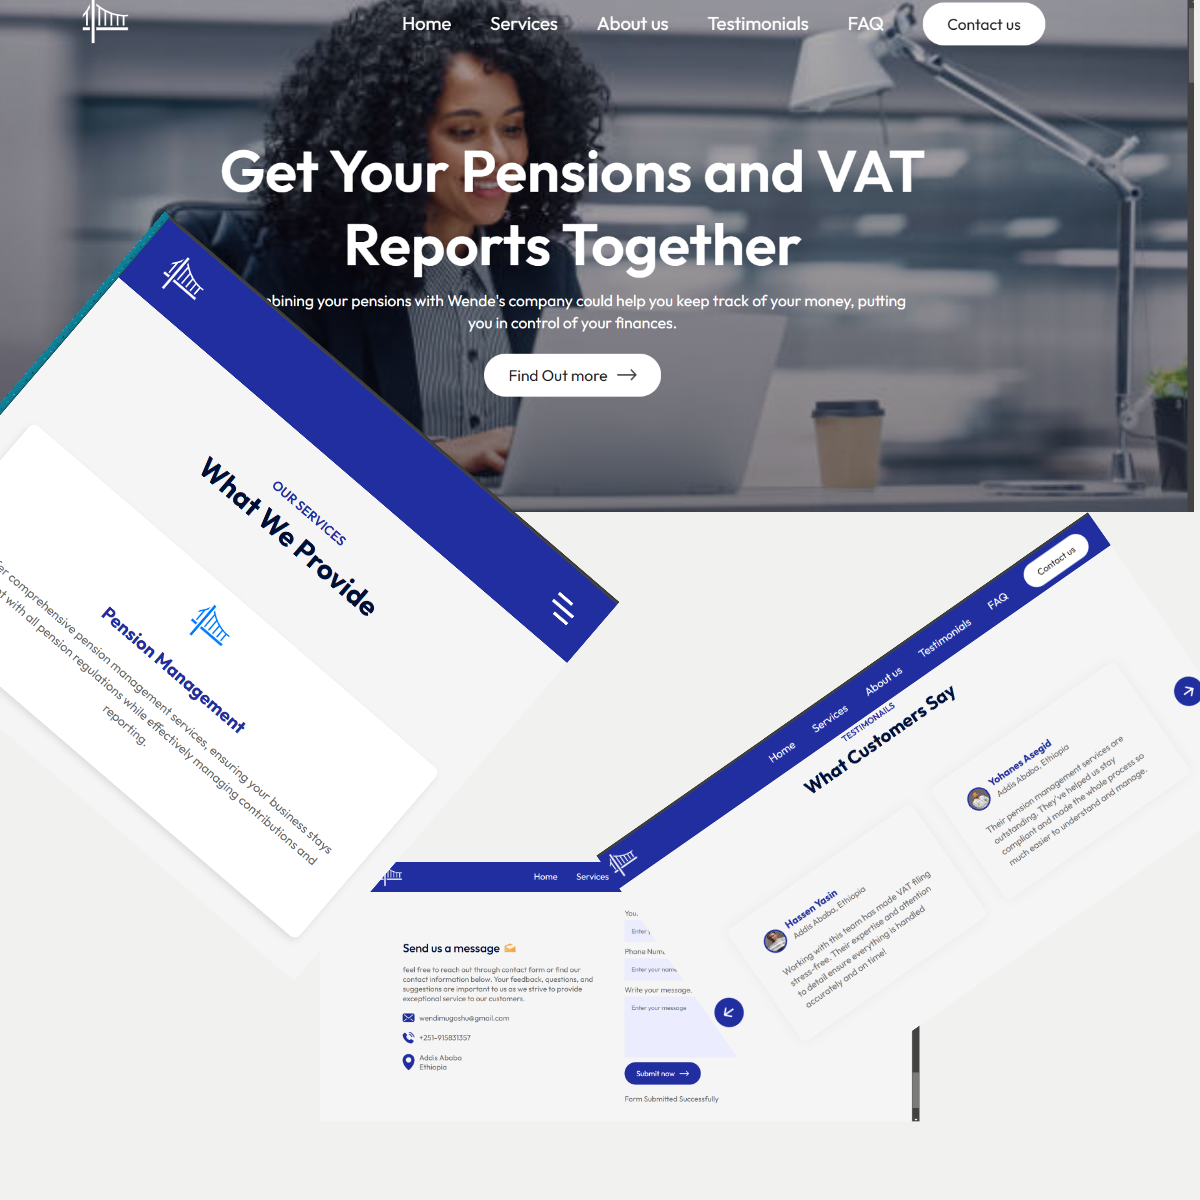 Home Services About us Testimonials FAQ Contact us
Get Your Pensions and VAT
Reports Together
your pensions with Wende's company could help you keep track of your money, putting
you in control of your finances.
Find Out more
OUR SERVICES
What We Provide
Pension Management
comprehensive pension management services, ensuring your business stays
with all pension regulations while effectively managing contributions and
reporting.
Home Services About us Testimonials FAQ Contact us
TESTIMONAILS
What Customers Say
Hassen Yasin
Addis Ababa, Ethiopia
Working with this team has made VAT filing
stress-free. Their expertise and attention
to detail ensure everything is handled
accurately and on time!
Yohanes Asegid
Addis Ababa, Ethiopia
Their pension management services are
outstanding. They've helped us stay
compliant and made the whole process so
much easier to understand and manage.
Home Services
Send us a message
feel free to reach out through contact form or find our
contact information below. Your feedback, questions, and
suggestions are important to us as we strive to provide
exceptional service to our customers.
wendimugoshu@gmail.com
+251-915831357
Addis Ababa
Ethiopia
Enter
Phone
Enter your name
Write your message.
Enter your message
Submit now
Form Submitted Successfully